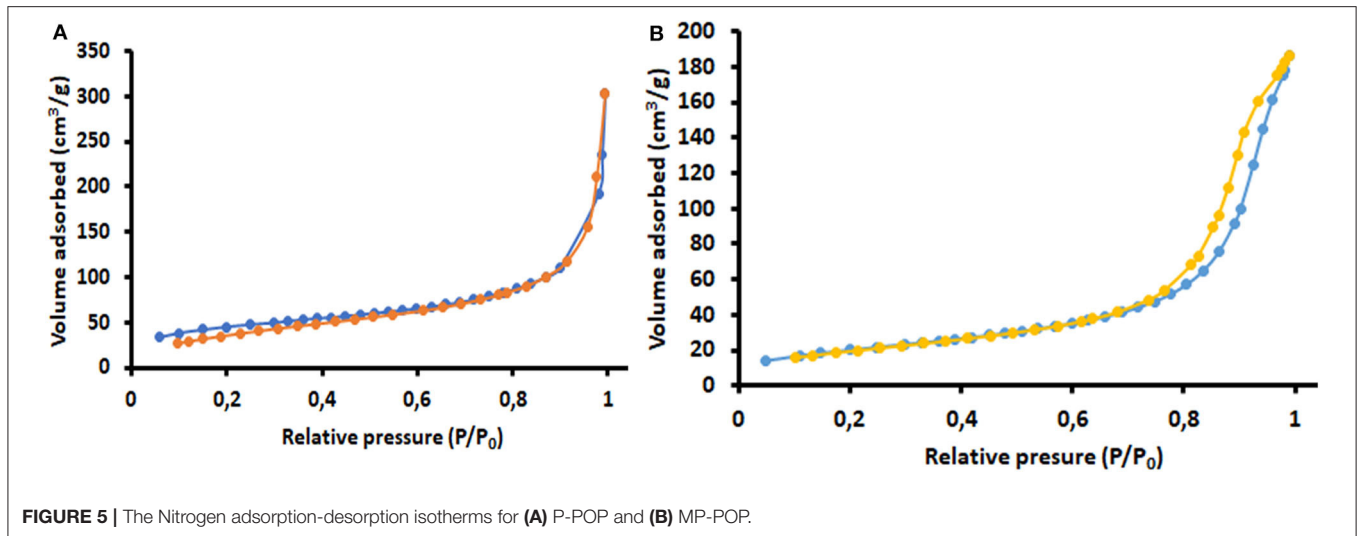 A
350
300
250
200
150
100
50
0
Volume adsorbed (cm³/g)
0 0,2 0,4 0,6 0,8 1
Relative pressure (P/P₀)
B
200
180
160
140
120
100
80
60
40
20
0
Volume adsorbed (cm³/g)
0 0,2 0,4 0,6 0,8 1
Relative presure (P/P₀)
FIGURE 5 | The Nitrogen adsorption-desorption isotherms for (A) P-POP and (B) MP-POP.